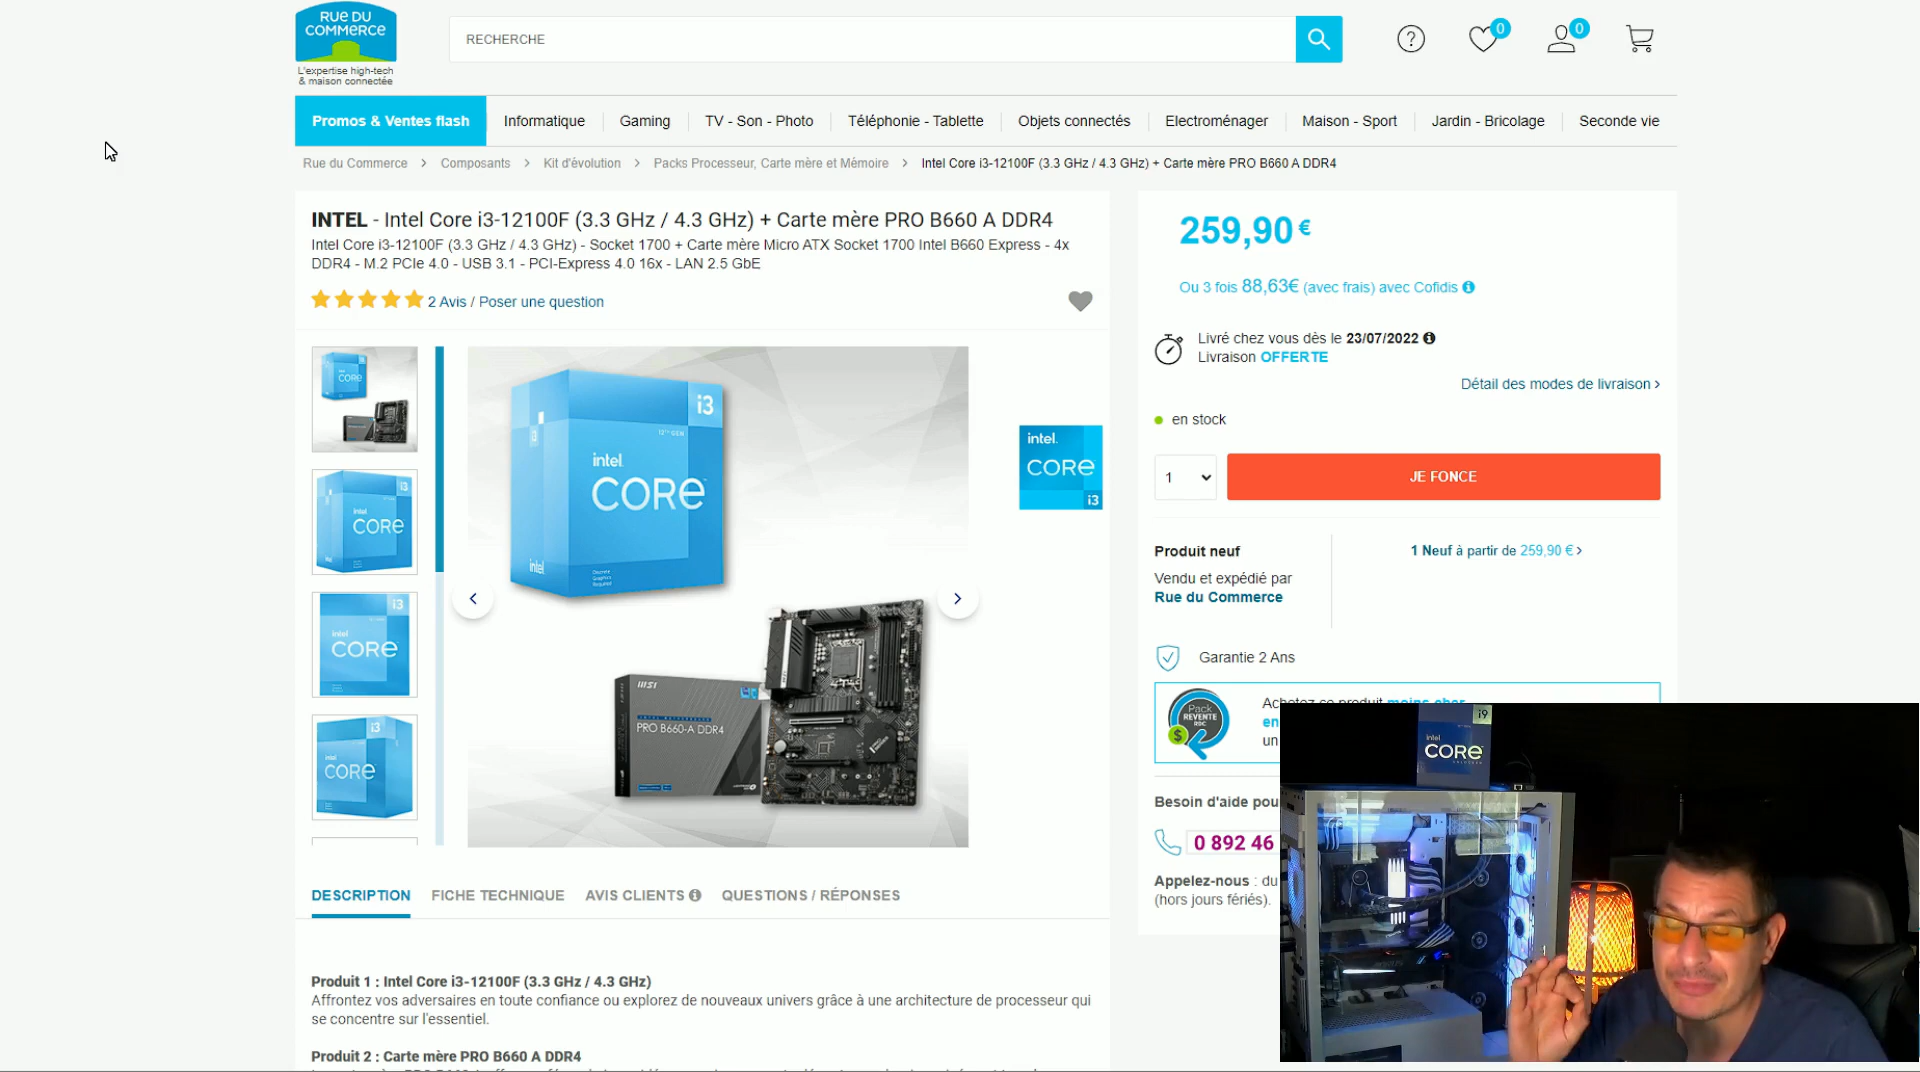 RUE DU
COMMERCE
L'expertise high-tech
& maison connectée
RECHERCHE
0
0
Promos & Ventes flash
Informatique
Gaming
TV - Son - Photo
Téléphonie - Tablette
Objets connectés
Electroménager
Maison - Sport
Jardin - Bricolage
Seconde vie
Rue du Commerce > Composants > Kit d'évolution > Packs Processeur, Carte mère et Mémoire > Intel Core i3-12100F (3.3 GHz / 4.3 GHz) + Carte mère PRO B660 A DDR4
INTEL - Intel Core i3-12100F (3.3 GHz / 4.3 GHz) + Carte mère PRO B660 A DDR4
Intel Core i3-12100F (3.3 GHz / 4.3 GHz) - Socket 1700 + Carte mère Micro ATX Socket 1700 Intel B660 Express - 4x
DDR4 - M.2 PCIe 4.0 - USB 3.1 - PCI-Express 4.0 16x - LAN 2.5 GbE
2 Avis / Poser une question
i3
intel
CORE
intel
Discrete
Graphics
Required
intel
CORE
i3
msi
PRO B660-A DDR4
CORE
i3
intel
CORE
i3
intel
CORE
i3
CORE
259,90 €
Ou 3 fois 88,63€ (avec frais) avec Cofidis
Livré chez vous dès le 23/07/2022
Livraison OFFERTE
Détail des modes de livraison >
en stock
1
JE FONCE
Produit neuf
Vendu et expédié par
Rue du Commerce
1 Neuf à partir de 259,90 € >
Garantie 2 Ans
Pack
REVENTE
RDC
$
Achetez ce produit moins cher
en
un
Besoin d'aide pou
0 892 46
Appelez-nous : du
(hors jours fériés).
i9
intel
CORE
DESCRIPTION
FICHE TECHNIQUE
AVIS CLIENTS
QUESTIONS / RÉPONSES
Produit 1 : Intel Core i3-12100F (3.3 GHz / 4.3 GHz)
Affrontez vos adversaires en toute confiance ou explorez de nouveaux univers grâce à une architecture de processeur qui
se concentre sur l'essentiel.
Produit 2 : Carte mère PRO B660 A DDR4